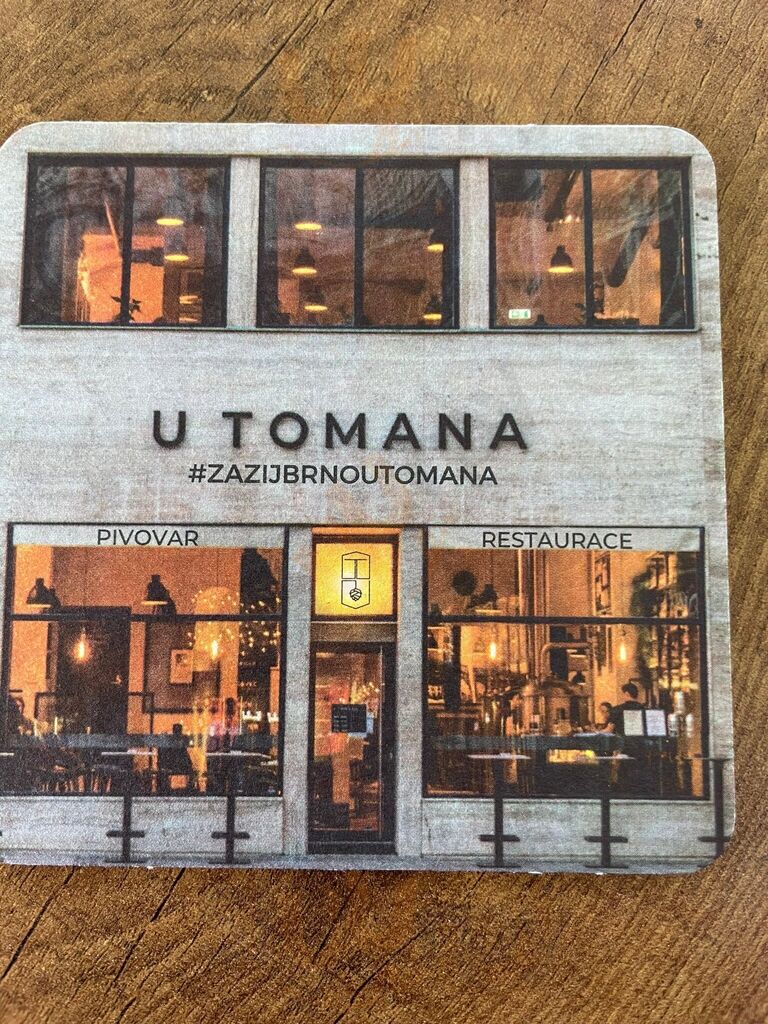 U TOMANA
#ZAZIJBRNOUTOMANA
PIVOVAR
RESTAURACE